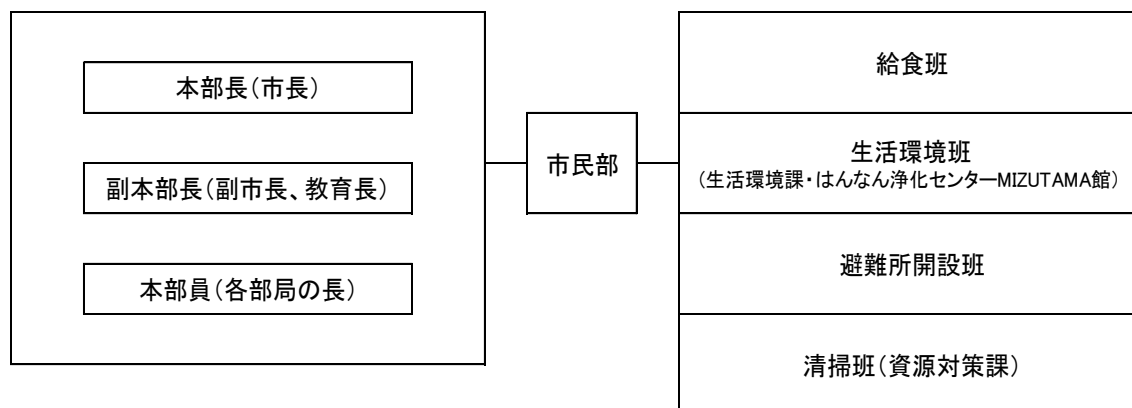 本部長（市長）
副本部長（副市長、教育長）
本部員（各部局の長）
市民部
給食班
生活環境班
（生活環境課・はんなん浄化センターMIZUTAMA館）
避難所開設班
清掃班（資源対策課）